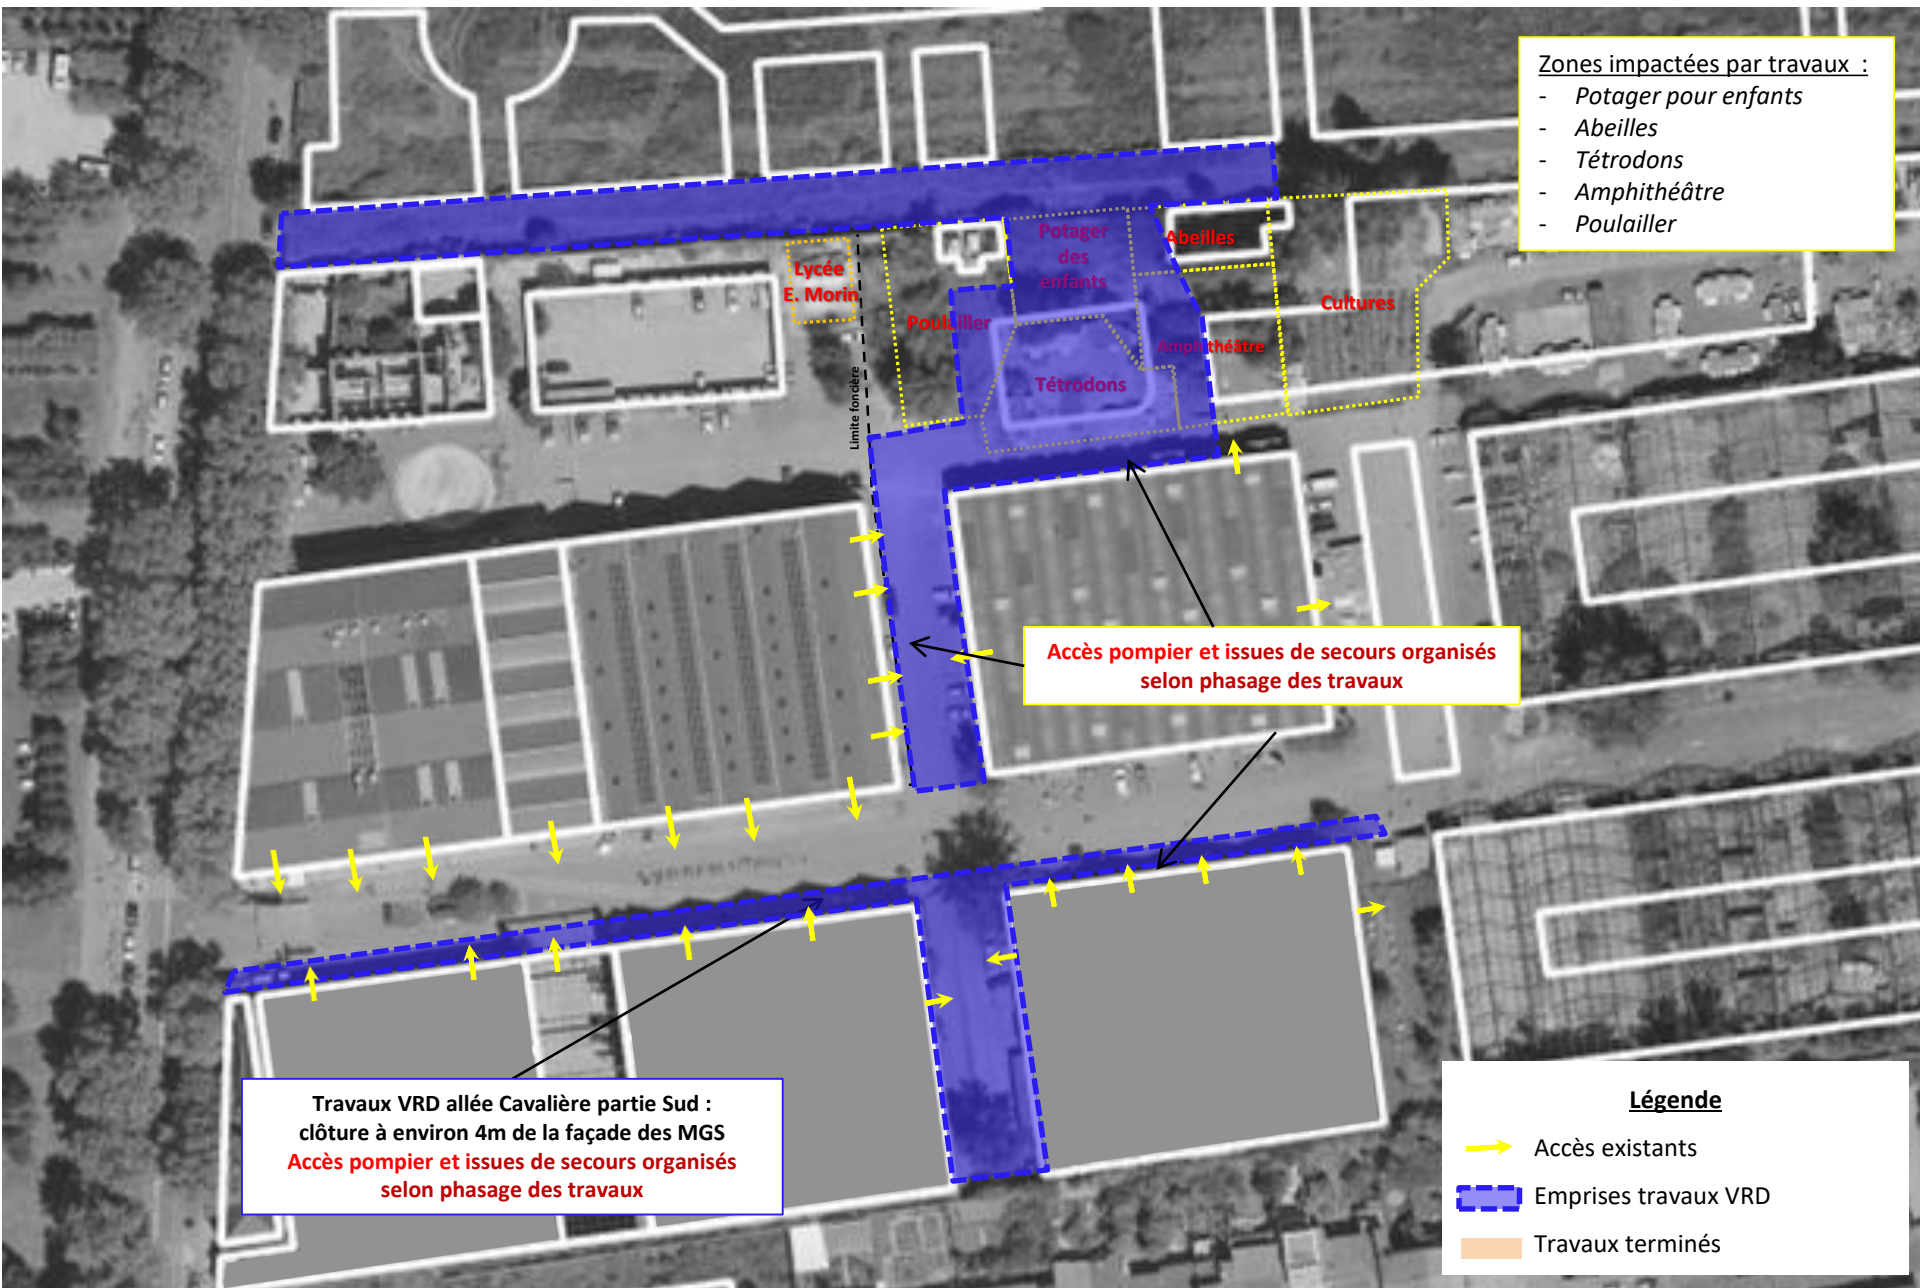 Zones impactées par travaux :
- Potager pour enfants
- Abeilles
- Tétrodons
- Amphithéâtre
- Poulailler
Potager
des
enfants
Abeilles
Lycée
E. Morin
Poulailler
Cultures
Amphithéâtre
Tétrodons
Limite foncière
Accès pompier et issues de secours organisés
selon phasage des travaux
Travaux VRD allée Cavalière partie Sud :
clôture à environ 4m de la façade des MGS
Accès pompier et issues de secours organisés
selon phasage des travaux
Légende
Accès existants
Emprises travaux VRD
Travaux terminés